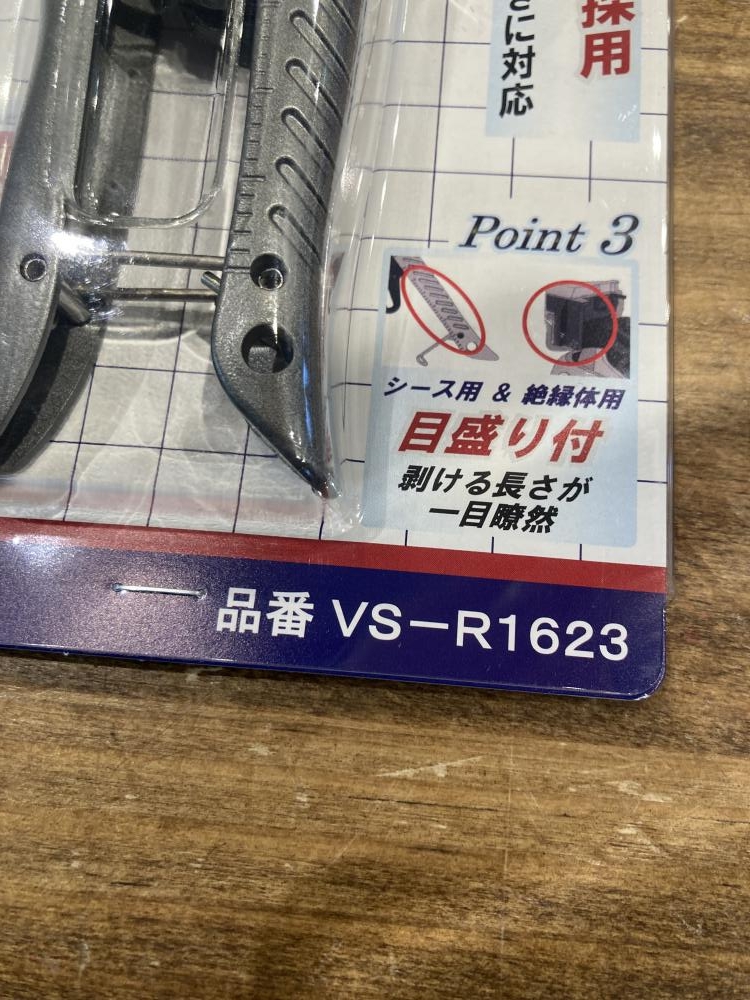 採用
さに対応
Point 3
シース用 & 絶縁体用
目盛り付
剥ける長さが
一目瞭然
品番 VS－R1623